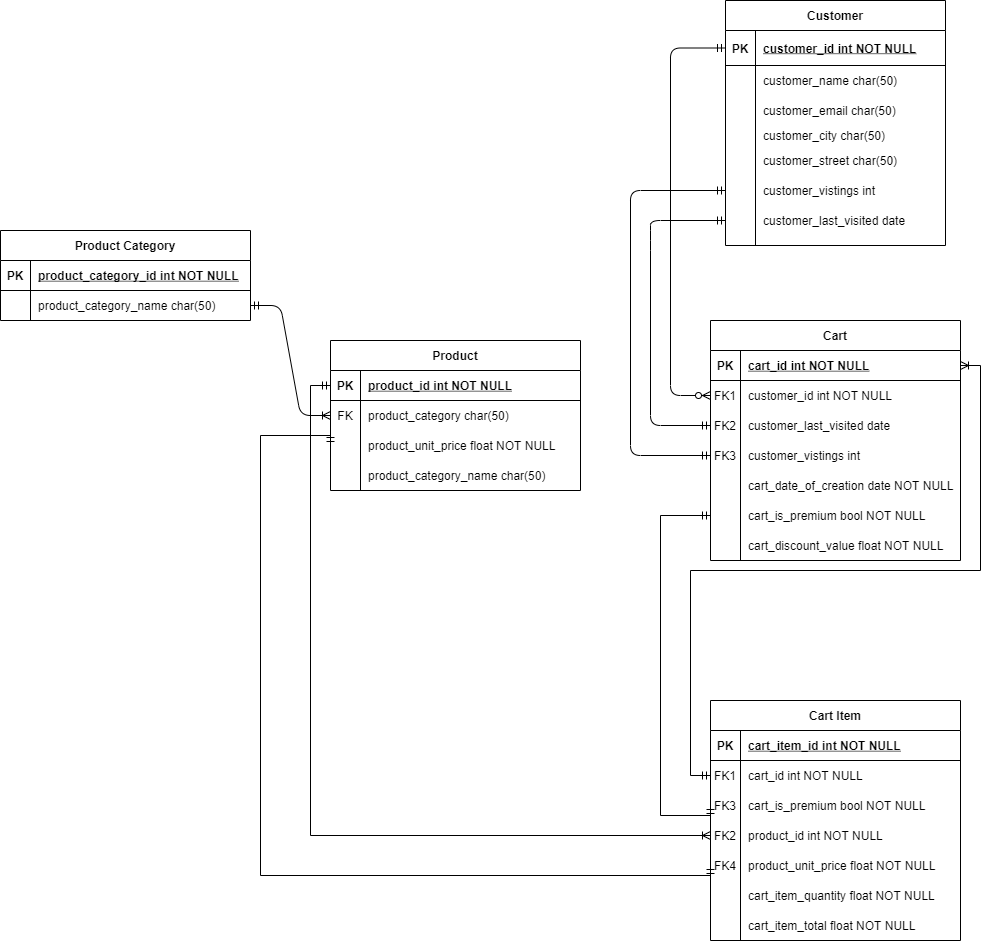 Customer
PK customer_id int NOT NULL
customer_name char(50)
customer_email char(50)
customer_city char(50)
customer_street char(50)
customer_vistings int
customer_last_visited date
Product Category
PK product_category_id int NOT NULL
product_category_name char(50)
Product
PK product_id int NOT NULL
FK product_category char(50)
product_unit_price float NOT NULL
product_category_name char(50)
Cart
PK cart_id int NOT NULL
FK1 customer_id int NOT NULL
FK2 customer_last_visited date
FK3 customer_vistings int
cart_date_of_creation date NOT NULL
cart_is_premium bool NOT NULL
cart_discount_value float NOT NULL
Cart Item
PK cart_item_id int NOT NULL
FK1 cart_id int NOT NULL
FK3 cart_is_premium bool NOT NULL
FK2 product_id int NOT NULL
FK4 product_unit_price float NOT NULL
cart_item_quantity float NOT NULL
cart_item_total float NOT NULL